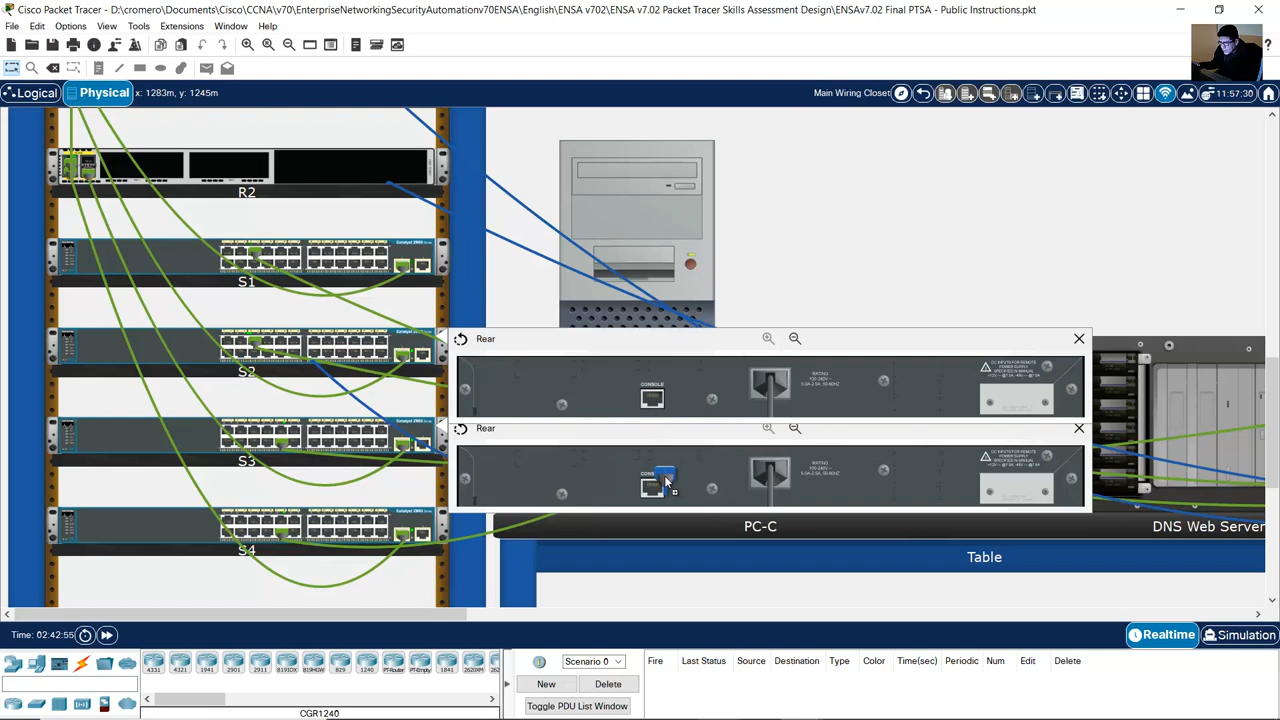 Cisco Packet Tracer - D:\cromero\Documents\Cisco\CCNA\v70\EnterpriseNetworkingSecurityAutomationv70ENSA\English\ENSA v702\ENSA v7.02 Packet Tracer Skills Assessment Design\ENSAv7.02 Final PTSA - Public Instructions.pkt
File Edit Options View Tools Extensions Window Help
Logical Physical x: 1283m, y: 1245m Main Wiring Closet 11:57:30
R2
S1
S2
S3
S4
Rear
CONSOLE
Rear
CONS
PC-C
DNS Web Server
Table
Time: 02:42:55 Realtime Simulation
4331 4321 1941 2901 2911 819IOX 819HGW 829 1240 PT-Router PT-Empty 1841 2620XM 262
CGR1240
Scenario 0
New Delete
Toggle PDU List Window
Fire Last Status Source Destination Type Color Time(sec) Periodic Num Edit Delete